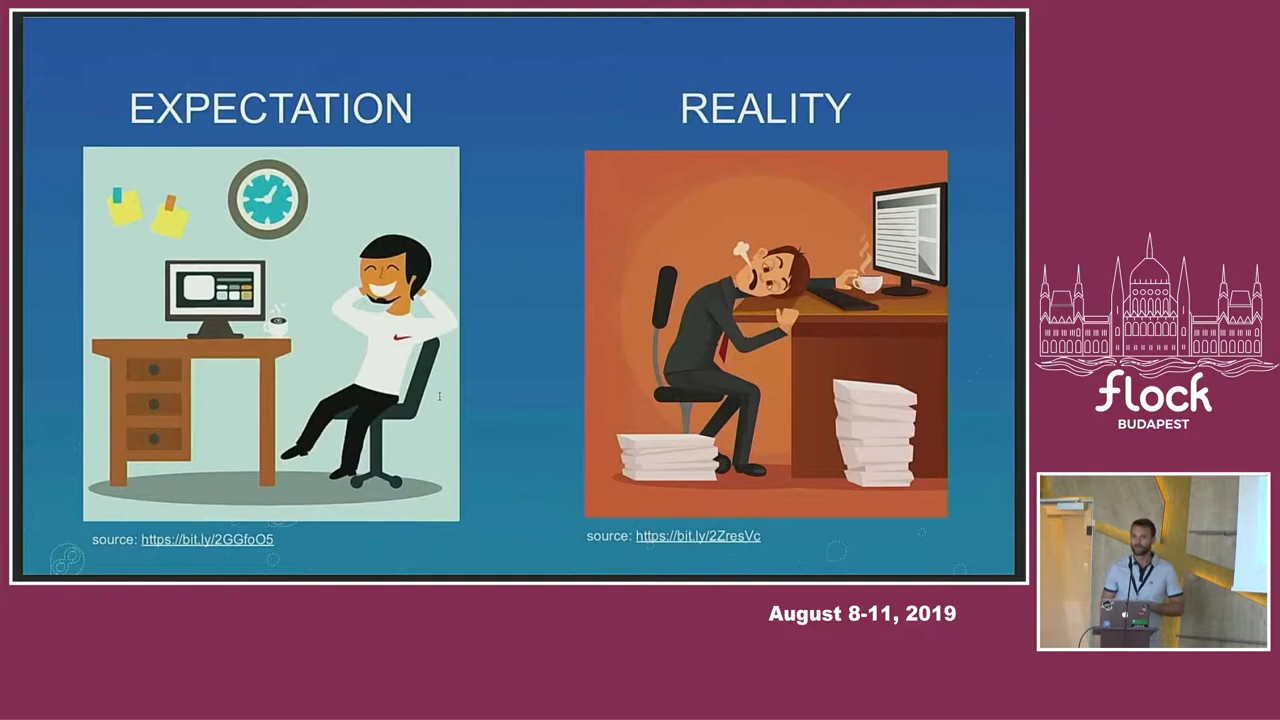 EXPECTATION
REALITY
source: https://bit.ly/2GGfoO5
source: https://bit.ly/2ZresVc
flock
BUDAPEST
August 8-11, 2019